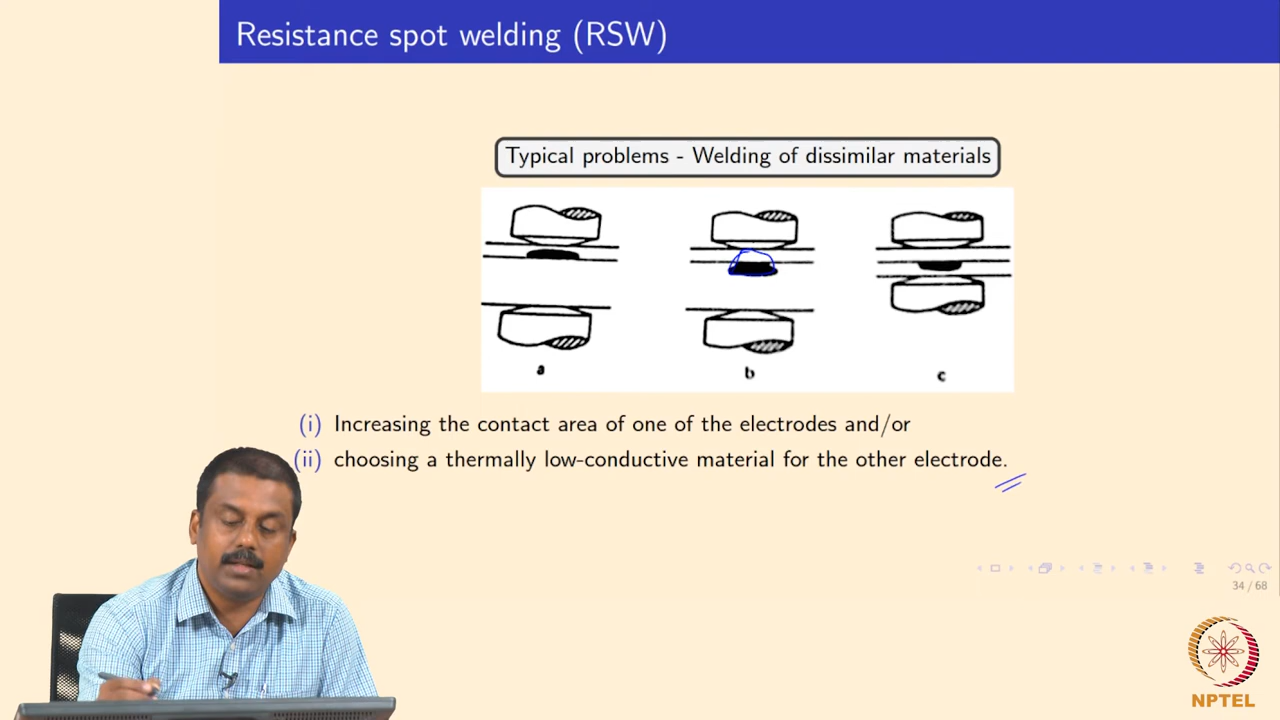 Resistance spot welding (RSW)
Typical problems - Welding of dissimilar materials
a
b
c
(i) Increasing the contact area of one of the electrodes and/or
(ii) choosing a thermally low-conductive material for the other electrode.
34 / 68
NPTEL